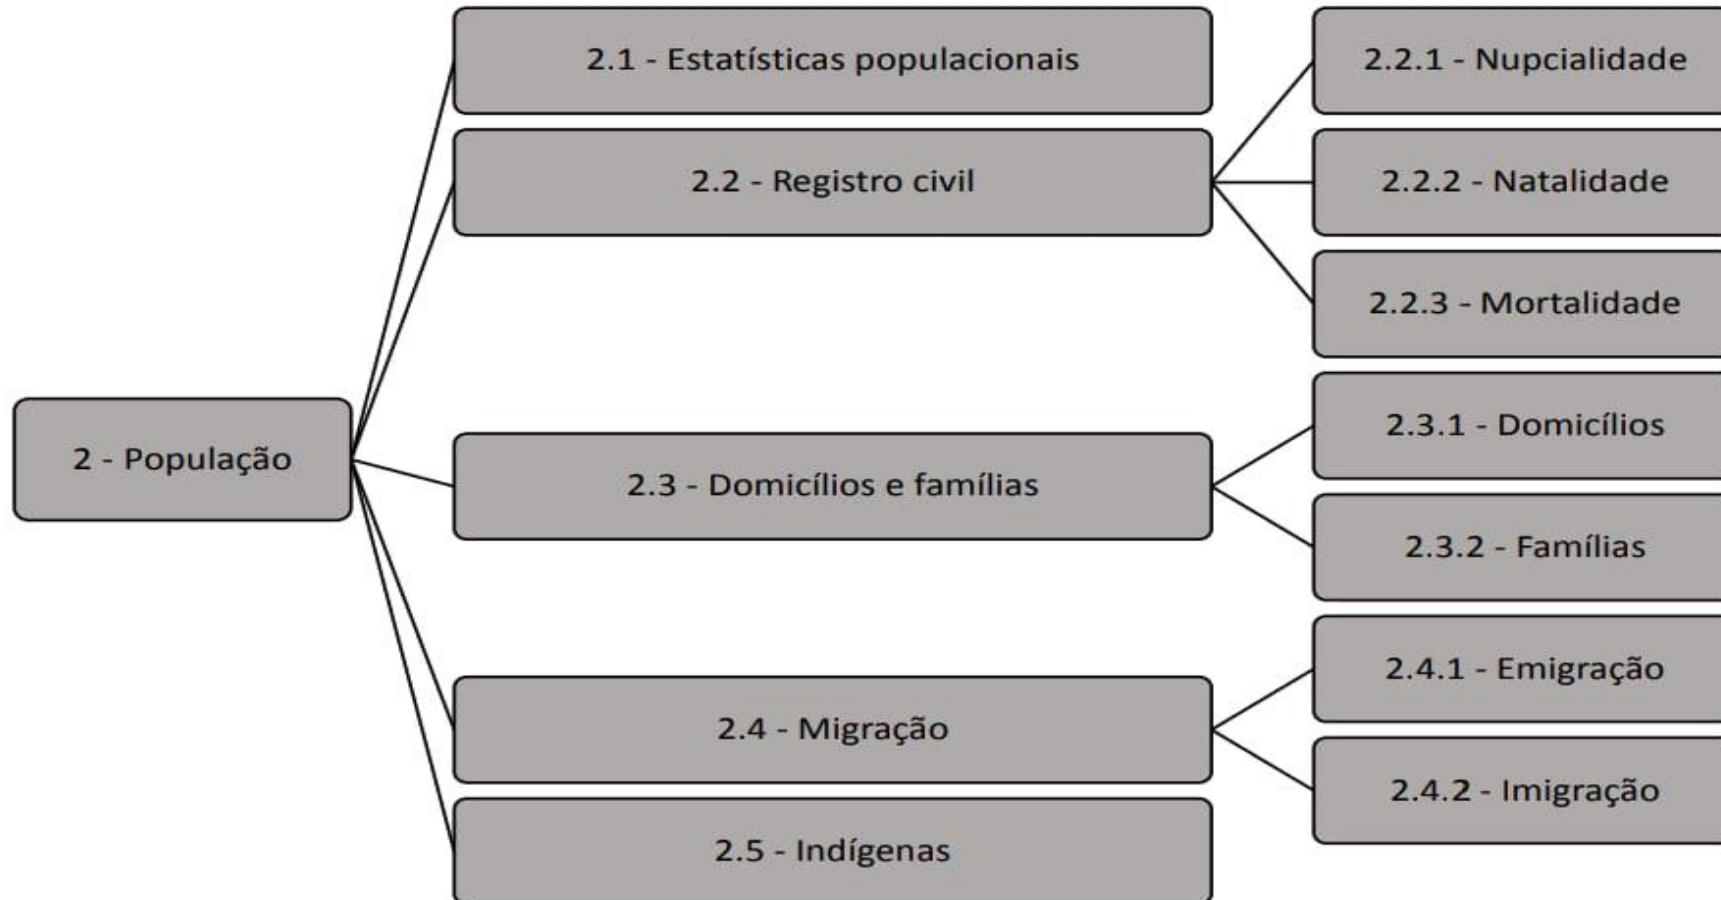 2 - População
2.1 - Estatísticas populacionais
2.2 - Registro civil
2.2.1 - Nupcialidade
2.2.2 - Natalidade
2.2.3 - Mortalidade
2.3 - Domicílios e famílias
2.3.1 - Domicílios
2.3.2 - Famílias
2.4 - Migração
2.4.1 - Emigração
2.4.2 - Imigração
2.5 - Indígenas